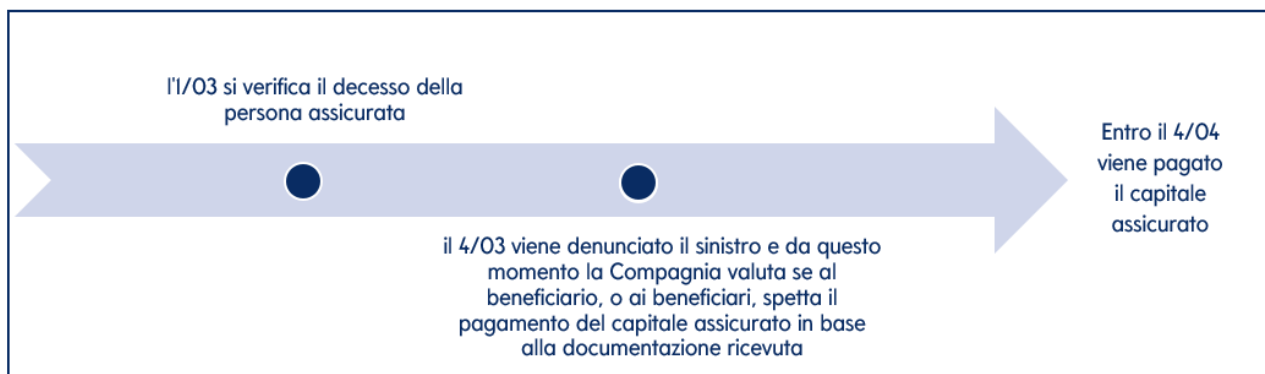 l'1/03 si verifica il decesso della
persona assicurata
il 4/03 viene denunciato il sinistro e da questo
momento la Compagnia valuta se al
beneficiario, o ai beneficiari, spetta il
pagamento del capitale assicurato in base
alla documentazione ricevuta
Entro il 4/04
viene pagato
il capitale
assicurato